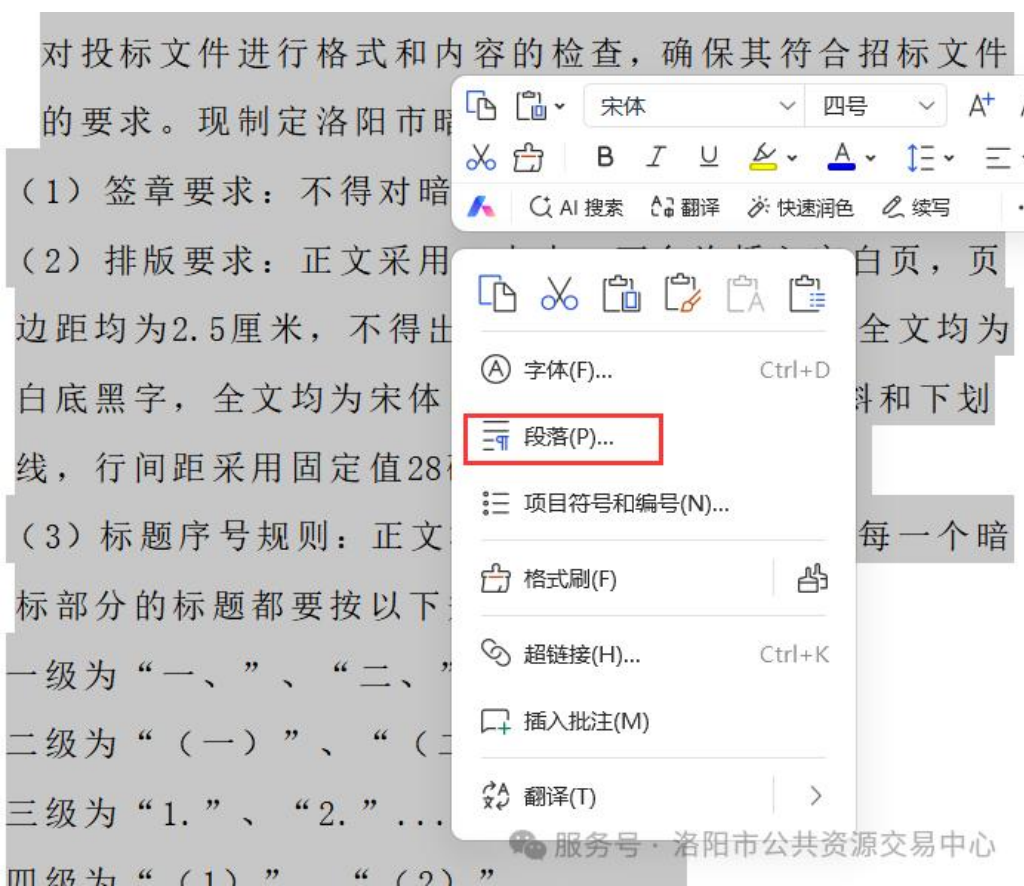 对投标文件进行格式和内容的检查，确保其符合招标文件
的要求。现制定洛阳市暗
宋体
四号
A+
B I U A
（1）签章要求：不得对暗
AI 搜索 翻译 快速润色 续写
（2）排版要求：正文采用
白页，页
边距均为2.5厘米，不得出
全文均为
字体(F)... Ctrl+D
白底黑字，全文均为宋体
斜和下划
段落(P)...
线，行间距采用固定值28
项目符号和编号(N)...
（3）标题序号规则：正文
每一个暗
格式刷(F)
标部分的标题都要按以下
超链接(H)... Ctrl+K
一级为“一、”、“二、”
插入批注(M)
二级为“（一）”、“（二
翻译(T)
三级为“1.”、“2.”...
服务号 · 洛阳市公共资源交易中心
四级为“（1）”、“（2）”